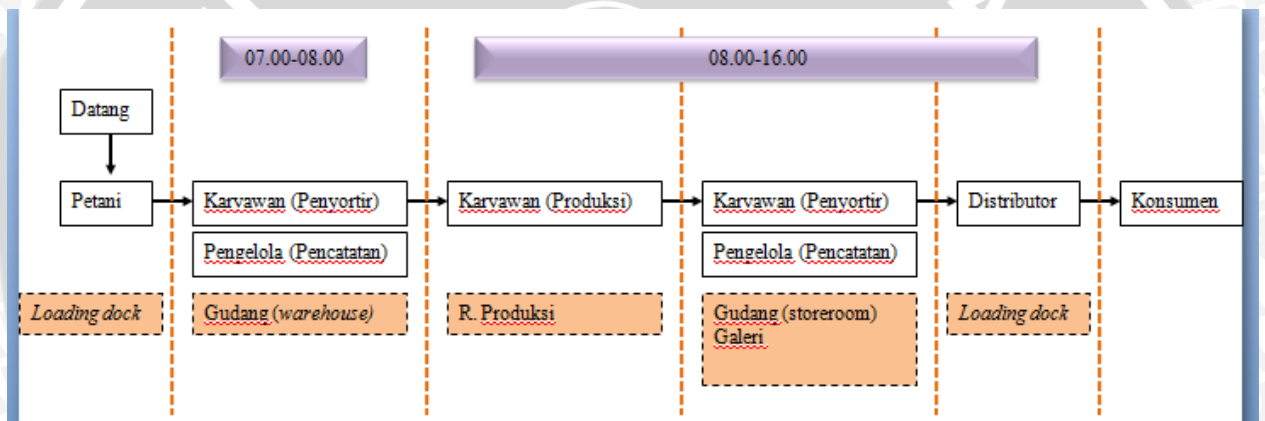 07.00-08.00
08.00-16.00
Datang
Petani
Karyawan (Penyortir)
Karyawan (Produksi)
Karyawan (Penyortir)
Distributor
Konsumen
Pengelola (Pencatatan)
Pengelola (Pencatatan)
Loading dock
Gudang (warehouse)
R. Produksi
Gudang (storeroom)
Galeri
Loading dock